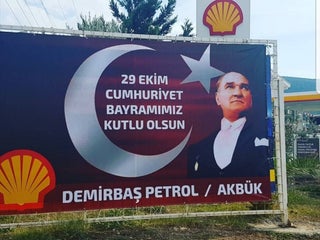 29 EKİM
CUMHURİYET
BAYRAMIMIZ
KUTLU OLSUN
DEMİRBAŞ PETROL / AKBÜK